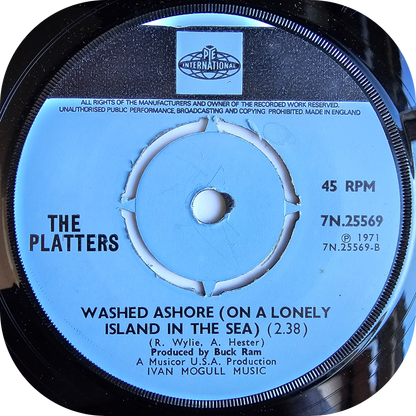 PYE
INTERNATIONAL
ALL RIGHTS OF THE MANUFACTURERS AND OWNER OF THE RECORDED WORK RESERVED.
UNAUTHORISED PUBLIC PERFORMANCE, BROADCASTING AND COPYING PROHIBITED. MADE IN ENGLAND
45 RPM
THE
PLATTERS
7N.25569
Ⓟ 1971
7N.25569-B
WASHED ASHORE (ON A LONELY
ISLAND IN THE SEA) (2.38)
(R. Wylie, A. Hester)
Produced by Buck Ram
A Musicor U.S.A. Production
IVAN MOGULL MUSIC